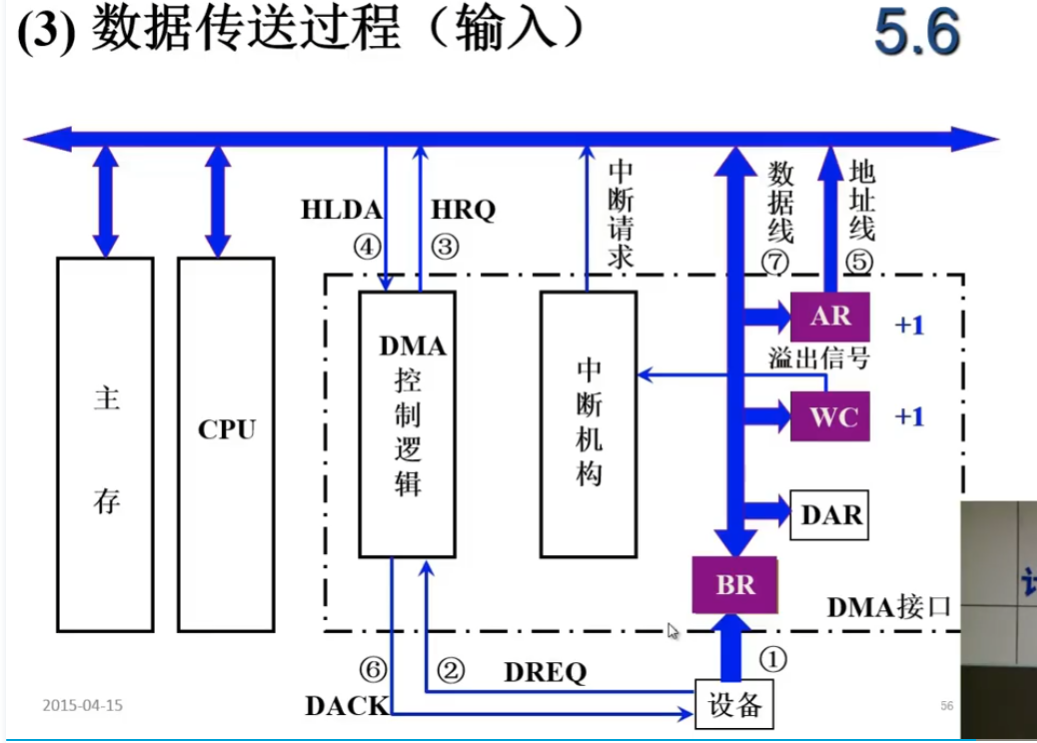 (3) 数据传送过程（输入）
5.6
HLDA
④
HRQ
③
中断请求
数据线
⑦
地址线
⑤
主存
CPU
DMA控制逻辑
中断机构
AR
+1
溢出信号
WC
+1
DAR
BR
DMA接口
⑥
②
DREQ
①
DACK
设备
2015-04-15
56